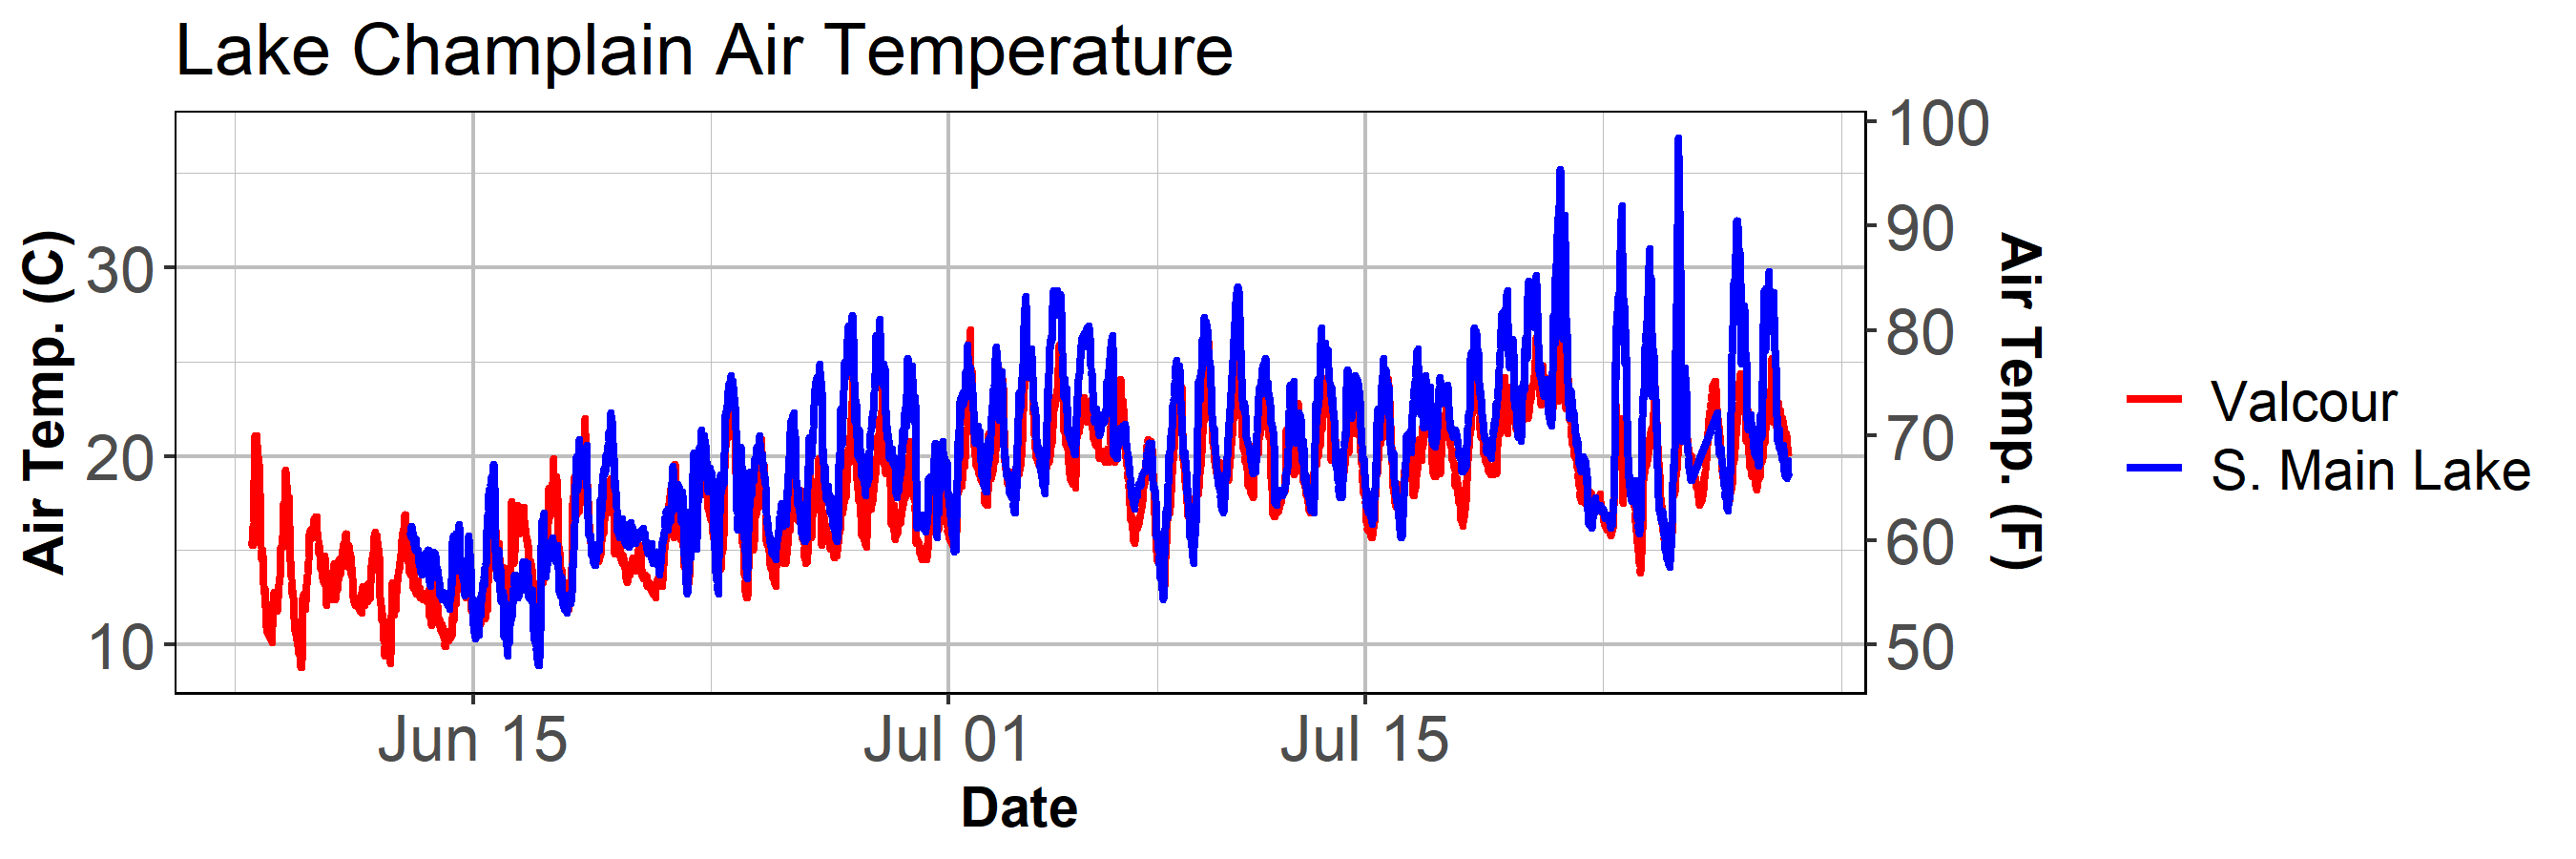 Lake Champlain Air Temperature
Air Temp. (C)
30
20
10
100
90
80
70
60
50
Air Temp. (F)
Jun 15
Jul 01
Jul 15
Date
Valcour
S. Main Lake